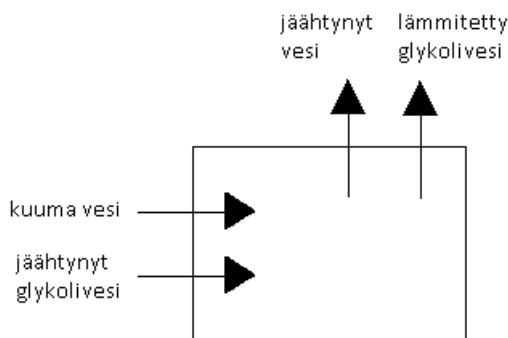 jäähtynyt
vesi
lämmitetty
glykolivesi
kuuma vesi
jäähtynyt
glykolivesi